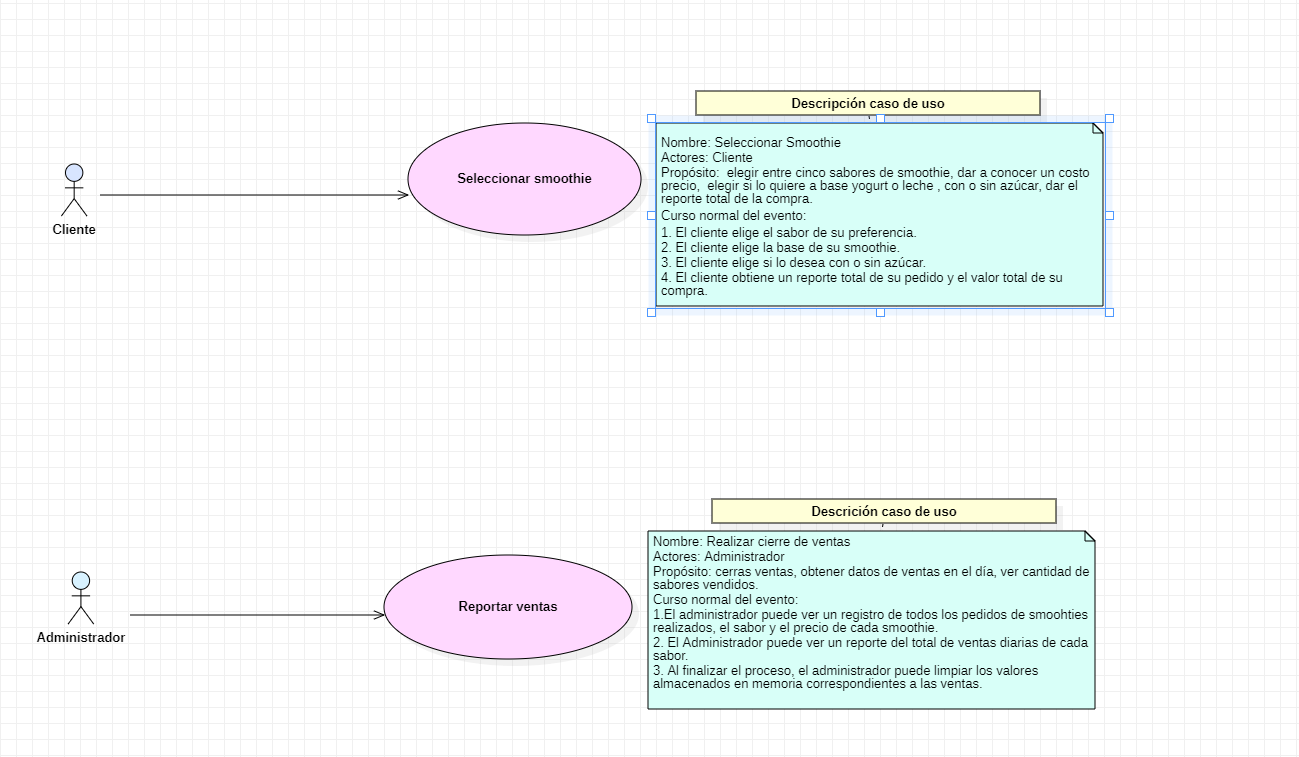 Descripción caso de uso
Seleccionar smoothie
Cliente
Nombre: Seleccionar Smoothie
Actores: Cliente
Propósito:  elegir entre cinco sabores de smoothie, dar a conocer un costo
precio,  elegir si lo quiere a base yogurt o leche , con o sin azúcar, dar el
reporte total de la compra.
Curso normal del evento:
1. El cliente elige el sabor de su preferencia.
2. El cliente elige la base de su smoothie.
3. El cliente elige si lo desea con o sin azúcar.
4. El cliente obtiene un reporte total de su pedido y el valor total de su
compra.
Descrición caso de uso
Reportar ventas
Administrador
Nombre: Realizar cierre de ventas
Actores: Administrador
Propósito: cerras ventas, obtener datos de ventas en el día, ver cantidad de
sabores vendidos.
Curso normal del evento:
1.El administrador puede ver un registro de todos los pedidos de smoohties
realizados, el sabor y el precio de cada smoothie.
2. El Administrador puede ver un reporte del total de ventas diarias de cada
sabor.
3. Al finalizar el proceso, el administrador puede limpiar los valores
almacenados en memoria correspondientes a las ventas.